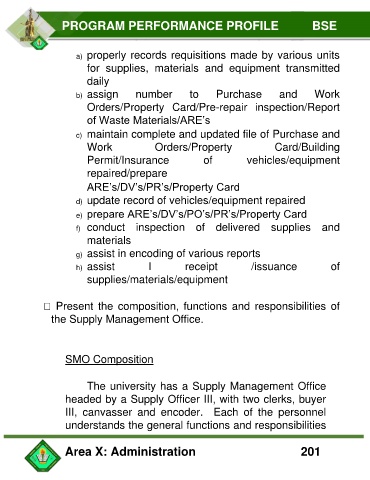 PROGRAM PERFORMANCE PROFILE BSE
a) properly records requisitions made by various units
for supplies, materials and equipment transmitted
daily
b) assign number to Purchase and Work
Orders/Property Card/Pre-repair inspection/Report
of Waste Materials/ARE's
c) maintain complete and updated file of Purchase and
Work Orders/Property Card/Building
Permit/Insurance of vehicles/equipment
repaired/prepare
ARE's/DV's/PR's/Property Card
d) update record of vehicles/equipment repaired
e) prepare ARE's/DV's/PO's/PR's/Property Card
f) conduct inspection of delivered supplies and
materials
g) assist in encoding of various reports
h) assist I receipt /issuance of
supplies/materials/equipment
□ Present the composition, functions and responsibilities of
the Supply Management Office.
SMO Composition
The university has a Supply Management Office
headed by a Supply Officer III, with two clerks, buyer
III, canvasser and encoder. Each of the personnel
understands the general functions and responsibilities
Area X: Administration 201